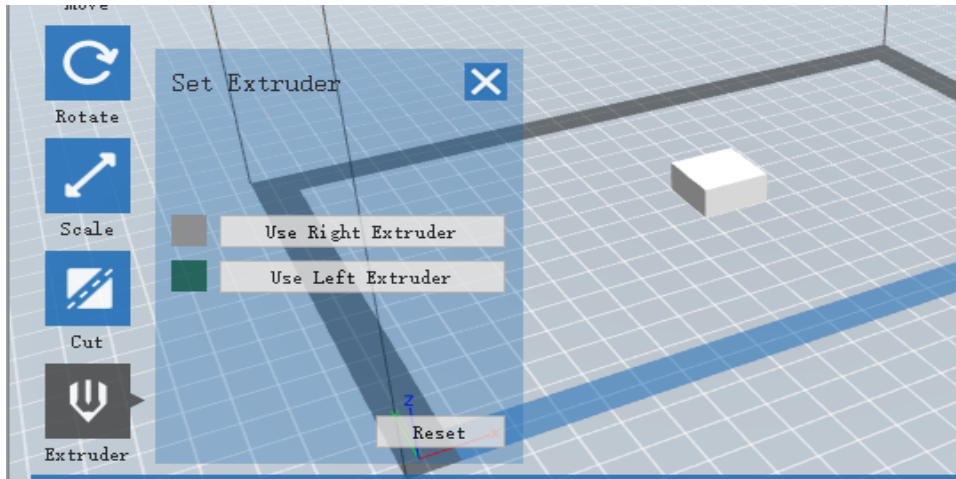 Move
Rotate
Scale
Cut
Extruder
Set Extruder
Use Right Extruder
Use Left Extruder
Z
X
Reset